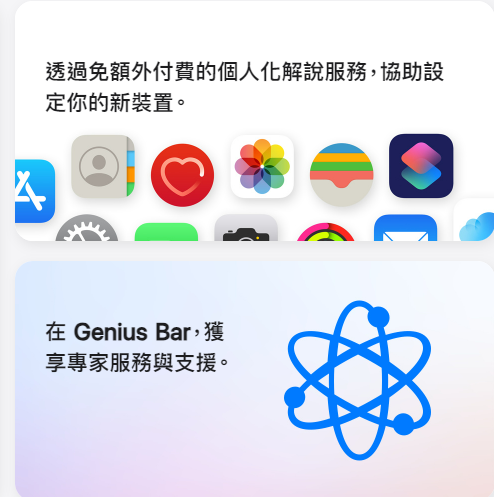 透過免額外付費的個人化解說服務，協助設
定你的新裝置。
在 Genius Bar，獲
享專家服務與支援。